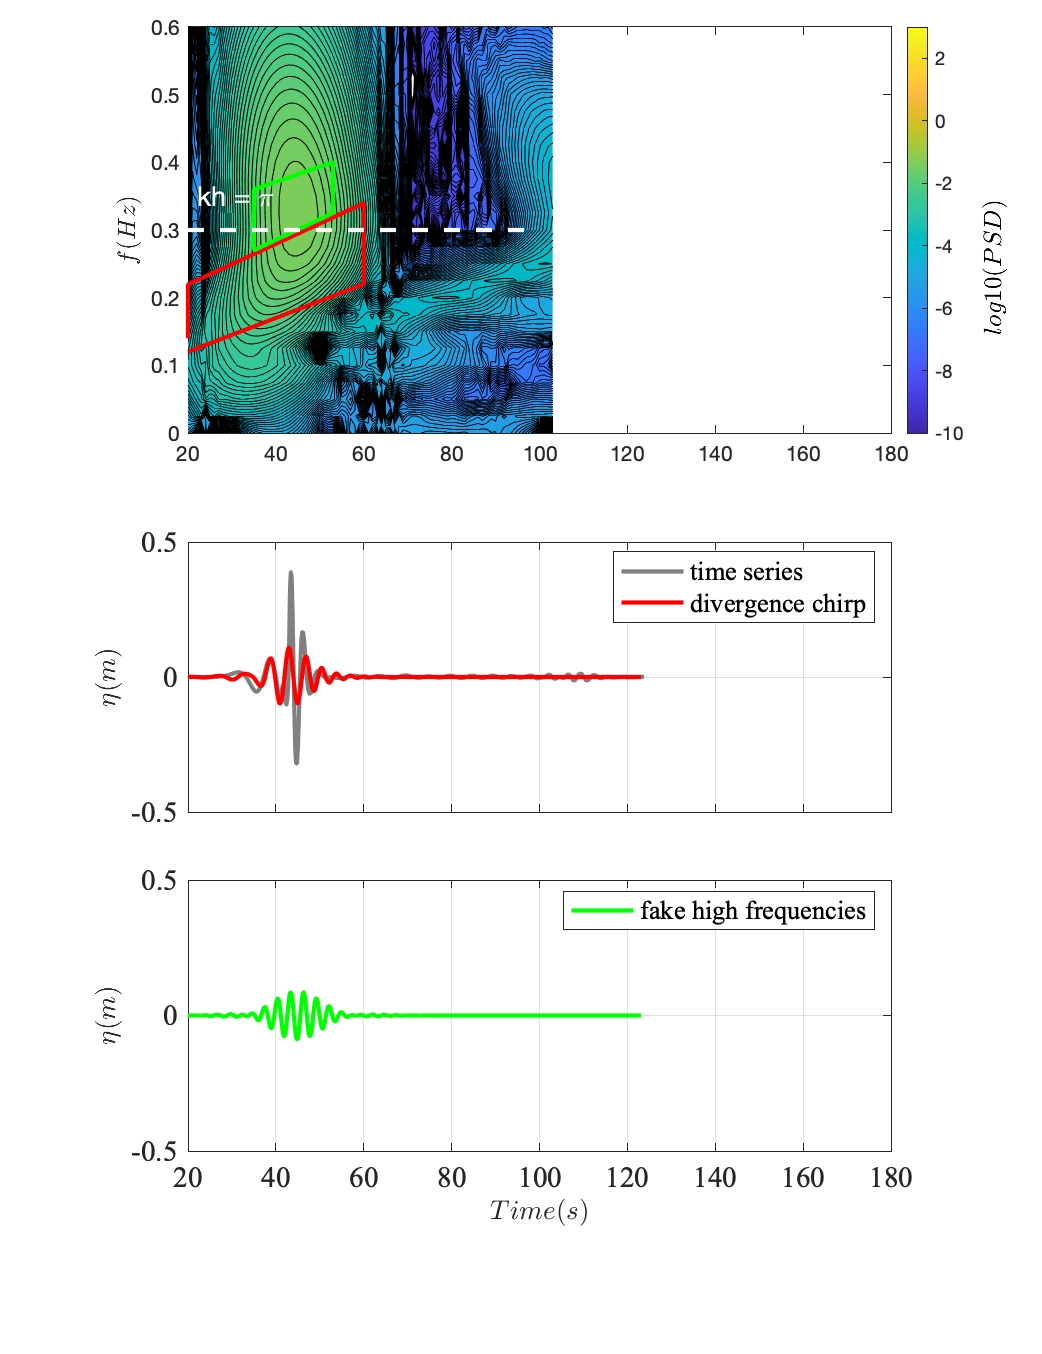 0.6
0.5
0.4
0.3
0.2
0.1
0
f(Hz)
kh = π
20 40 60 80 100 120 140 160 180
2
0
-2
-4
-6
-8
-10
log10(PSD)
0.5
0
-0.5
η(m)
time series
divergence chirp
0.5
0
-0.5
η(m)
fake high frequencies
20 40 60 80 100 120 140 160 180
Time(s)